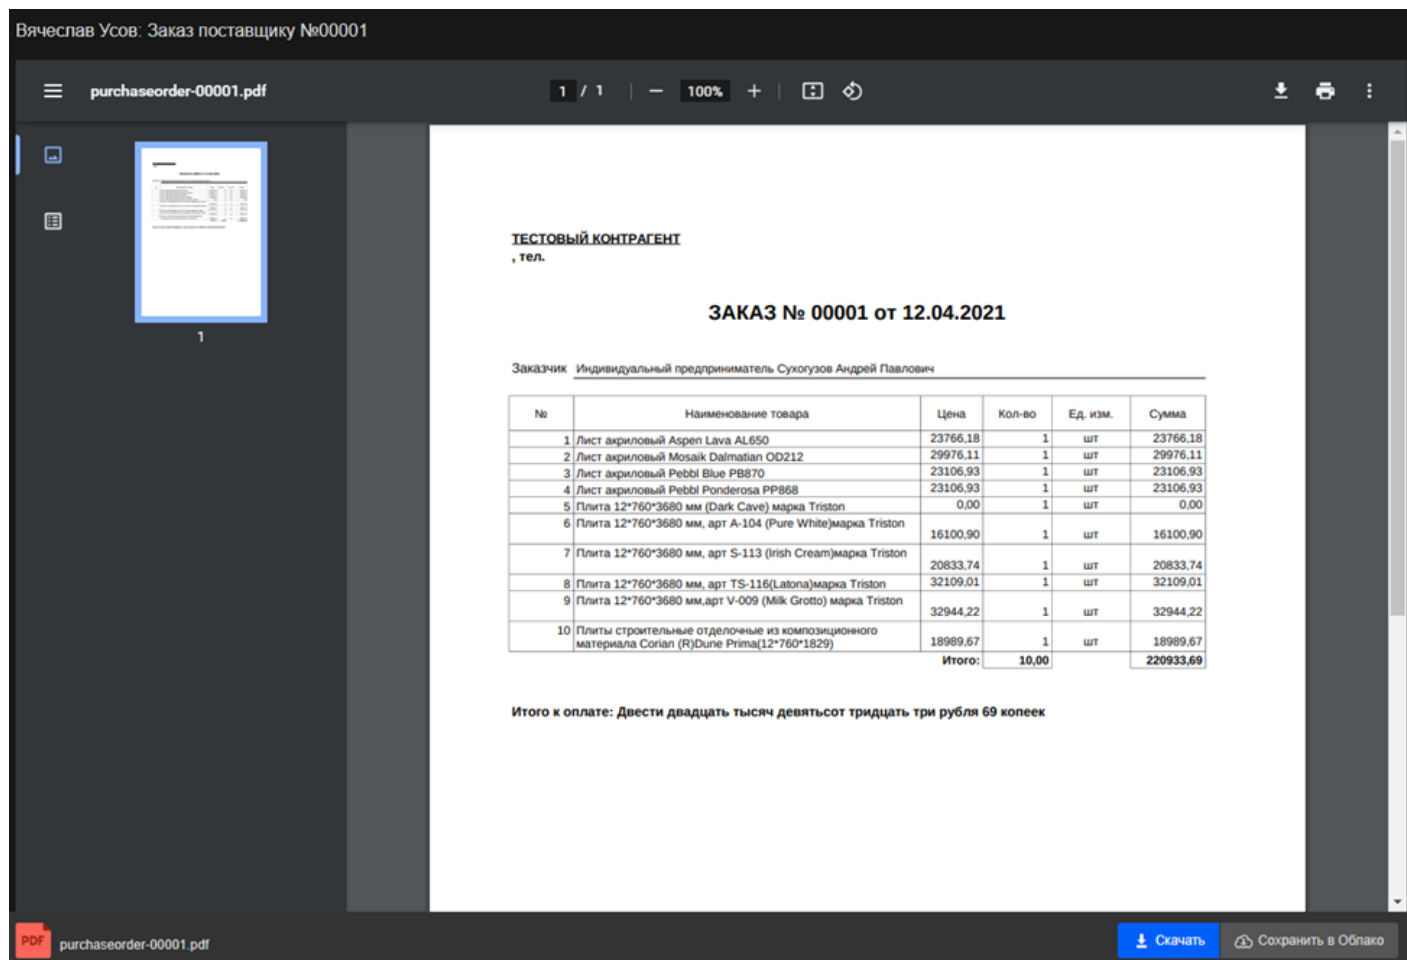 Вячеслав Усов: Заказ поставщику №00001
purchaseorder-00001.pdf
1 / 1
100%
1
ТЕСТОВЫЙ КОНТРАГЕНТ
, тел.
ЗАКАЗ № 00001 от 12.04.2021
Заказчик Индивидуальный предприниматель Сухогузов Андрей Павлович
№ Наименование товара Цена Кол-во Ед. изм. Сумма
1 Лист акриловый Aspen Lava AL650 23766,18 1 шт 23766,18
2 Лист акриловый Mosaik Dalmatian OD212 29976,11 1 шт 29976,11
3 Лист акриловый Pebbl Blue PB870 23106,93 1 шт 23106,93
4 Лист акриловый Pebbl Ponderosa PP868 23106,93 1 шт 23106,93
5 Плита 12*760*3680 мм (Dark Cave) марка Triston 0,00 1 шт 0,00
6 Плита 12*760*3680 мм, арт A-104 (Pure White)марка Triston 16100,90 1 шт 16100,90
7 Плита 12*760*3680 мм, арт S-113 (Irish Cream)марка Triston 20833,74 1 шт 20833,74
8 Плита 12*760*3680 мм, арт TS-116(Latona)марка Triston 32109,01 1 шт 32109,01
9 Плита 12*760*3680 мм,арт V-009 (Milk Grotto) марка Triston 32944,22 1 шт 32944,22
10 Плиты строительные отделочные из композиционного
материала Corian (R)Dune Prima(12*760*1829) 18989,67 1 шт 18989,67
Итого: 10,00 220933,69
Итого к оплате: Двести двадцать тысяч девятьсот тридцать три рубля 69 копеек
PDF purchaseorder-00001.pdf
Скачать
Сохранить в Облако